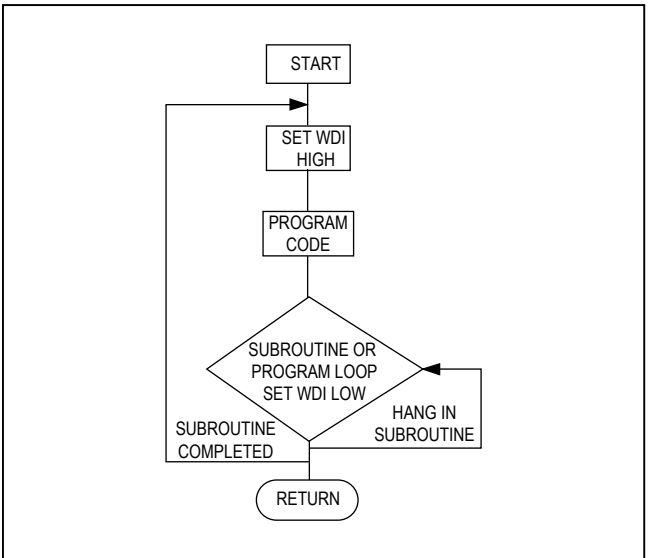 START
SET WDI
HIGH
PROGRAM
CODE
SUBROUTINE OR
PROGRAM LOOP
SET WDI LOW
SUBROUTINE
COMPLETED
HANG IN
SUBROUTINE
RETURN